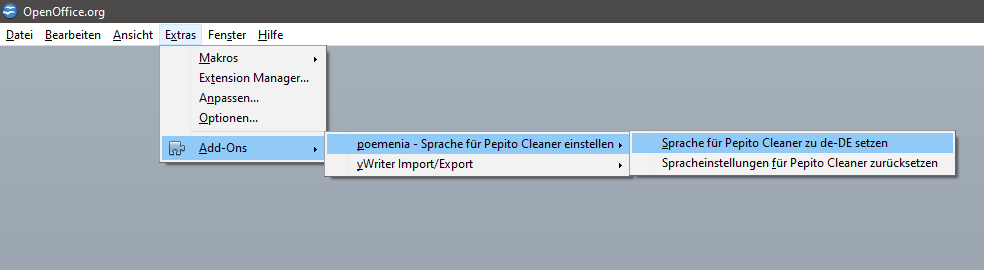 OpenOffice.org
Datei Bearbeiten Ansicht Extras Fenster Hilfe
Makros
Extension Manager...
Anpassen...
Optionen...
Add-Ons
poemenia - Sprache für Pepito Cleaner einstellen
yWriter Import/Export
Sprache für Pepito Cleaner zu de-DE setzen
Spracheinstellungen für Pepito Cleaner zurücksetzen